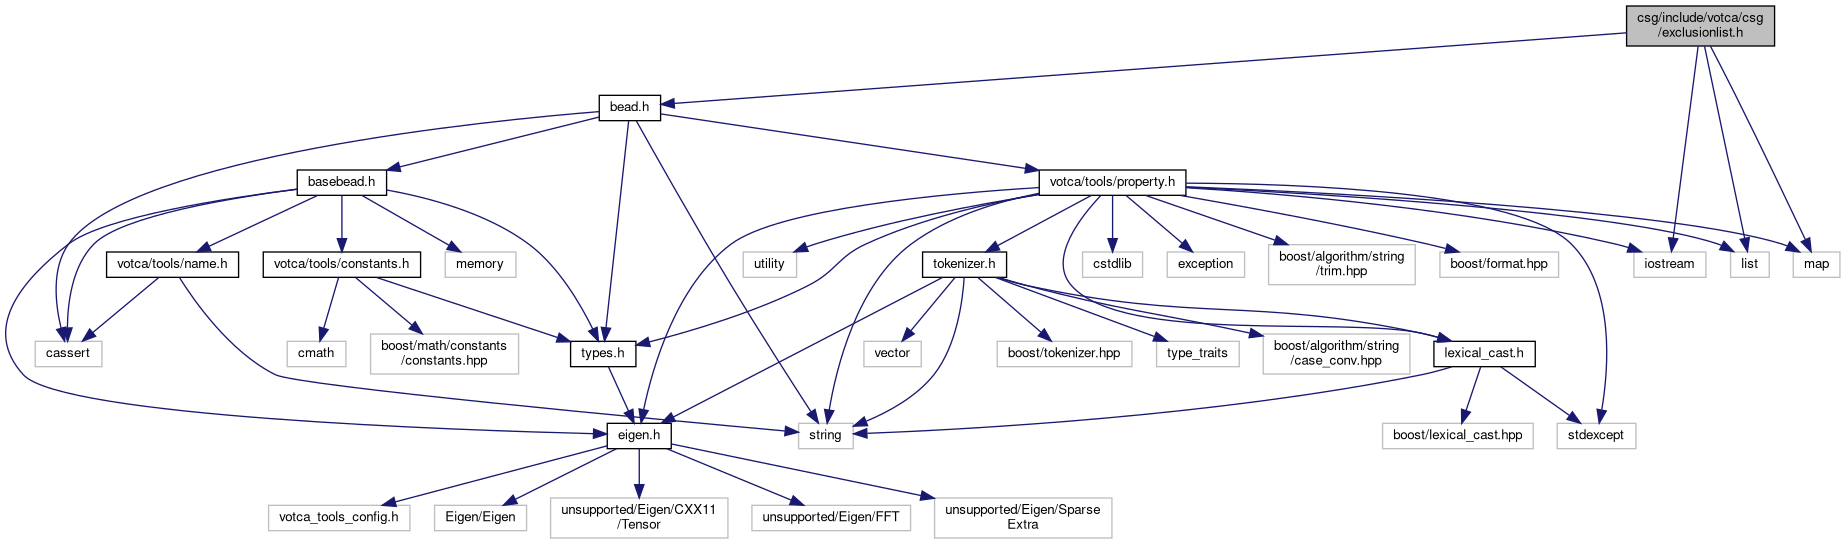 csg/include/votca/csg
/exclusionlist.h
bead.h
basebead.h
votca/tools/property.h
votca/tools/name.h
votca/tools/constants.h
memory
utility
tokenizer.h
cstdlib
exception
boost/algorithm/string
/trim.hpp
boost/format.hpp
iostream
list
map
cassert
cmath
boost/math/constants
/constants.hpp
types.h
vector
boost/tokenizer.hpp
type_traits
boost/algorithm/string
/case_conv.hpp
lexical_cast.h
eigen.h
string
boost/lexical_cast.hpp
stdexcept
votca_tools_config.h
Eigen/Eigen
unsupported/Eigen/CXX11
/Tensor
unsupported/Eigen/FFT
unsupported/Eigen/Sparse
Extra